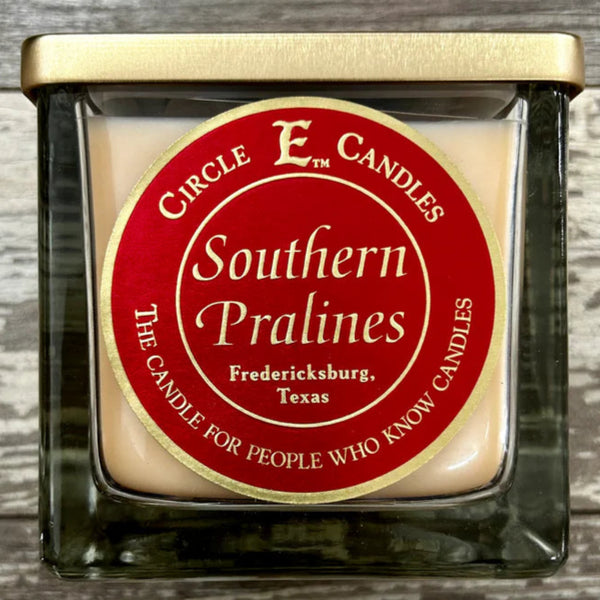 CIRCLE E™ CANDLES
Southern
Pralines
Fredericksburg,
Texas
THE CANDLE FOR PEOPLE WHO KNOW CANDLES